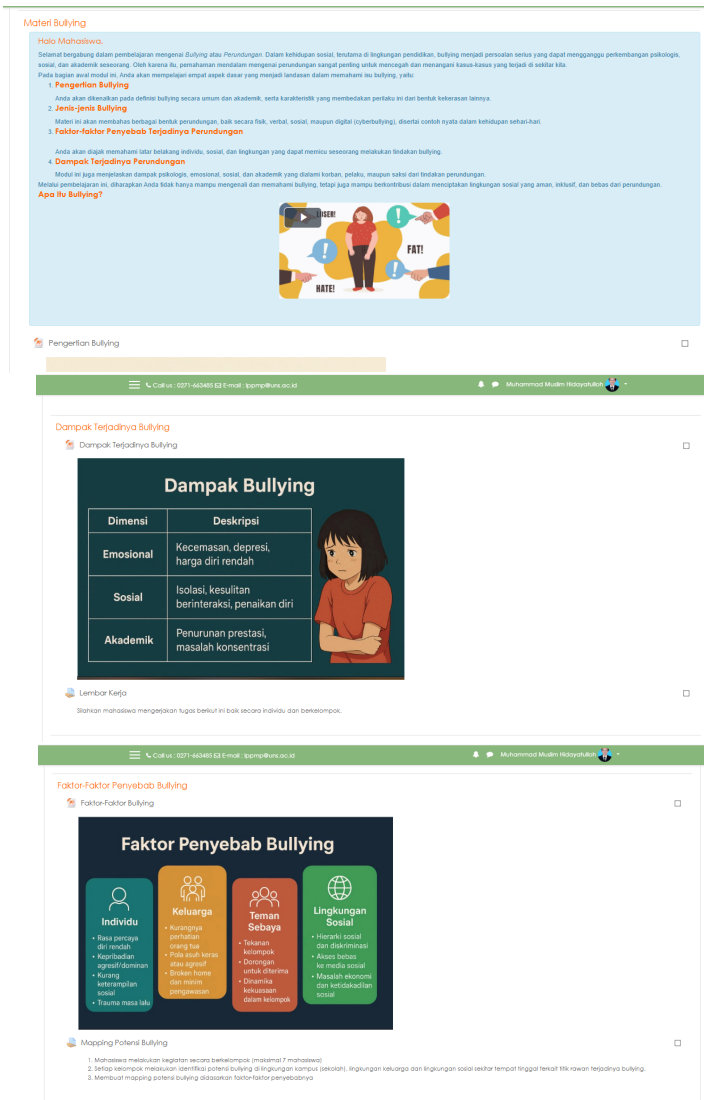 Materi Bullying
Halo Mahasiswa,
Selamat bergabung dalam pembelajaran mengenai Bullying atau Perundungan. Dalam kehidupan sosial, terutama di lingkungan pendidikan, bullying menjadi persoalan serius yang dapat mengganggu perkembangan psikologis,
sosial, dan akademik seseorang. Oleh karena itu, pemahaman mendalam mengenai perundungan sangat penting untuk mencegah dan menangani kasus-kasus yang terjadi di sekitar kita.
Pada bagian awal modul ini, Anda akan mempelajari empat aspek dasar yang menjadi landasan dalam memahami isu bullying, yaitu:
1. Pengertian Bullying
Anda akan dikenalkan pada definisi bullying secara umum dan akademik, serta karakteristik yang membedakan perilaku ini dari bentuk kekerasan lainnya.
2. Jenis-jenis Bullying
Materi ini akan membahas berbagai bentuk perundungan, baik secara fisik, verbal, sosial, maupun digital (cyberbullying), disertai contoh nyata dalam kehidupan sehari-hari.
3. Faktor-faktor Penyebab Terjadinya Perundungan
Anda akan diajak memahami latar belakang individu, sosial, dan lingkungan yang dapat memicu seseorang melakukan tindakan bullying.
4. Dampak Terjadinya Perundungan
Modul ini juga menjelaskan dampak psikologis, emosional, sosial, dan akademik yang dialami korban, pelaku, maupun saksi dari tindakan perundungan.
Melalui pembelajaran ini, diharapkan Anda tidak hanya mampu mengenali dan memahami bullying, tetapi juga mampu berkontribusi dalam menciptakan lingkungan sosial yang aman, inklusif, dan bebas dari perundungan.
Apa Itu Bullying?
LUSER!
FAT!
HATE!
Pengertian Bullying
Call us : 0271-663485 E-mail : lppmp@uns.ac.id Muhammad Muslim Hidayatulloh
Dampak Terjadinya Bullying
Dampak Terjadinya Bullying
Dampak Bullying
Dimensi Deskripsi
Emosional Kecemasan, depresi,
harga diri rendah
Sosial Isolasi, kesulitan
berinteraksi, penaikan diri
Akademik Penurunan prestasi,
masalah konsentrasi
Lembar Kerja
Silahkan mahasiswa mengerjakan tugas berikut ini baik secara individu dan berkelompok.
Call us : 0271-663485 E-mail : lppmp@uns.ac.id Muhammad Muslim Hidayatulloh
Faktor-Faktor Penyebab Bullying
Faktor-Faktor Bullying
Faktor Penyebab Bullying
Individu
• Rasa percaya
diri rendah
• Kepribadian
agresif/dominan
• Kurang
keterampilan
sosial
• Trauma masa lalu
Keluarga
• Kurangnya
perhatian
orang tua
• Pola asuh keras
atau agresif
• Broken home
dan minim
pengawasan
Teman
Sebaya
• Tekanan
kelompok
• Dorongan
untuk diterima
• Dinamika
kekuasaan
dalam kelompok
Lingkungan
Sosial
• Hierarki sosial
dan diskriminasi
• Akses bebas
ke media sosial
• Masalah ekonomi
dan ketidakadilan
sosial
Mapping Potensi Bullying
1. Mahasiswa melakukan kegiatan secara berkelompok (maksimal 7 mahasiswa)
2. Setiap kelompok melakukan identifikasi potensi bullying di lingkungan kampus (sekolah), lingkungan keluarga dan lingkungan sosial sekitar tempat tinggal terkait titik rawan terjadinya bullying.
3. Membuat mapping potensi bullying didasarkan faktor-faktor penyebabnya